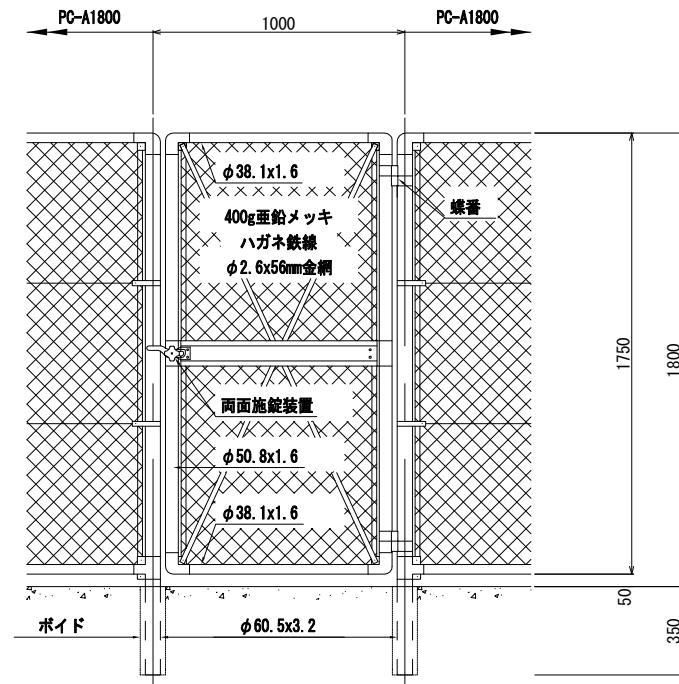 PC-A1800
1000
PC-A1800
φ38.1x1.6
蝶番
400g亜鉛メッキ
ハガネ鉄線
φ2.6x56mm金網
1750
1800
両面施錠装置
φ50.8x1.6
φ38.1x1.6
50
ボイド
φ60.5x3.2
350